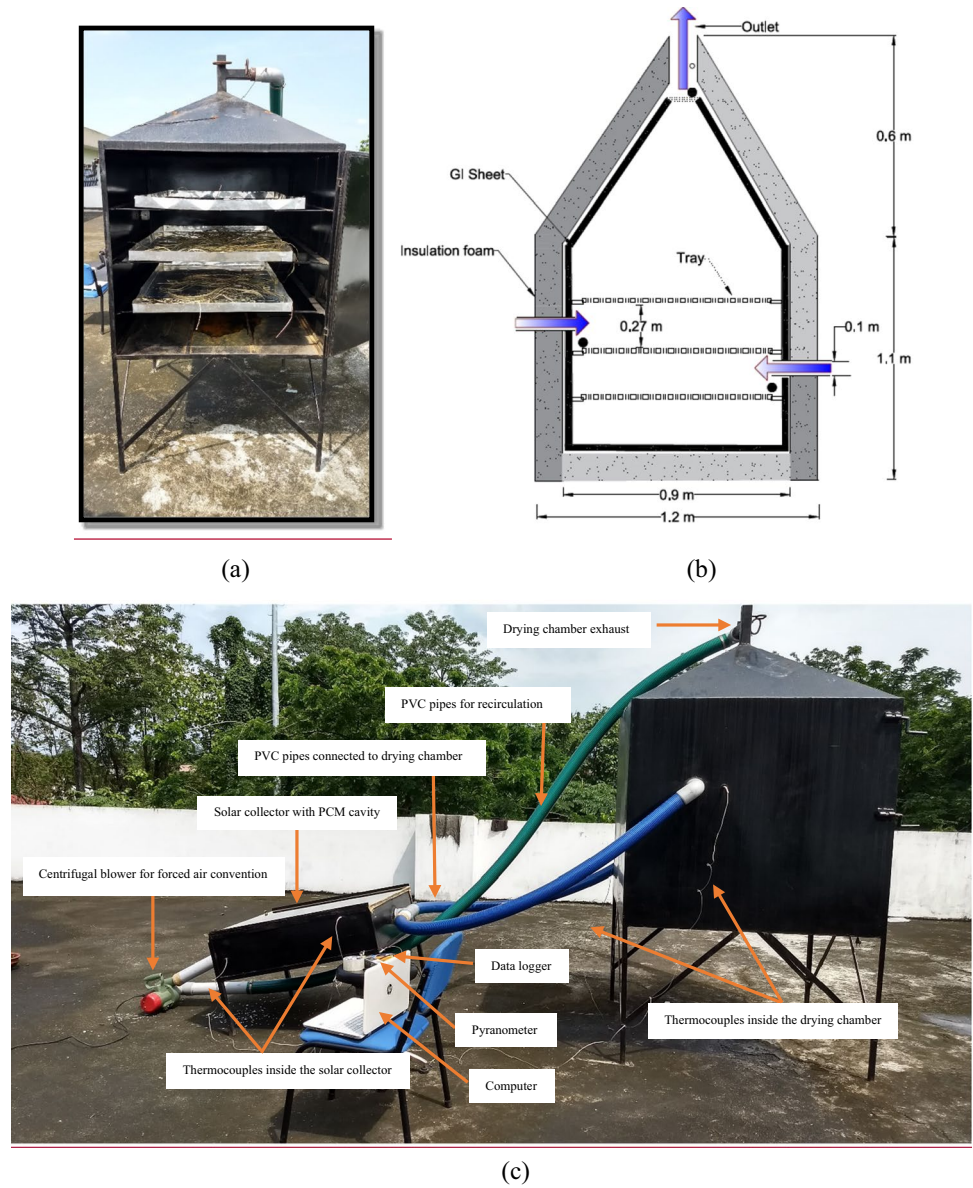 Outlet
0.6 m
GI Sheet
Insulation foam
Tray
0,27 m
0.1 m
1.1 m
0.9 m
1.2 m
(a)
(b)
Drying chamber exhaust
PVC pipes for recirculation
PVC pipes connected to drying chamber
Solar collector with PCM cavity
Centrifugal blower for forced air convention
Data logger
Thermocouples inside the drying chamber
Pyranometer
Thermocouples inside the solar collector
Computer
(c)